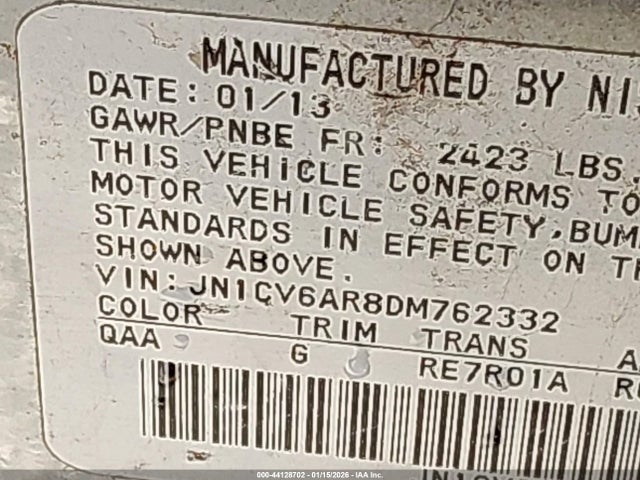 MANUFACTURED BY NIS
DATE: 01/13
GAWR/PNBE FR: 2423 LBS.
THIS VEHICLE CONFORMS TO
MOTOR VEHICLE SAFETY, BUM
STANDARDS IN EFFECT ON TH
SHOWN ABOVE.
VIN: JN1CV6AR8DM762332
COLOR TRIM TRANS A
QAA G RE7R01A R
000-44128702 - 01/15/2026 - IAA Inc.